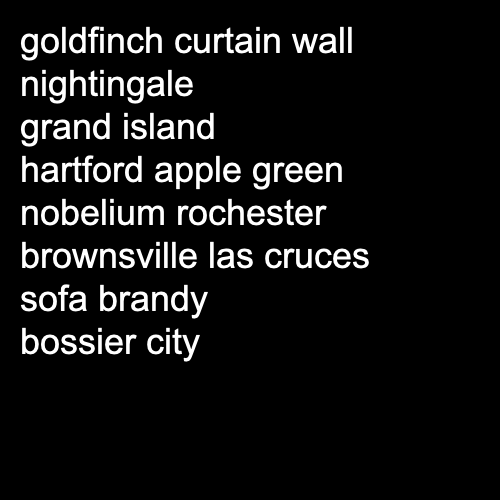 goldfinch curtain wall
nightingale
grand island
hartford apple green
nobelium rochester
brownsville las cruces
sofa brandy
bossier city